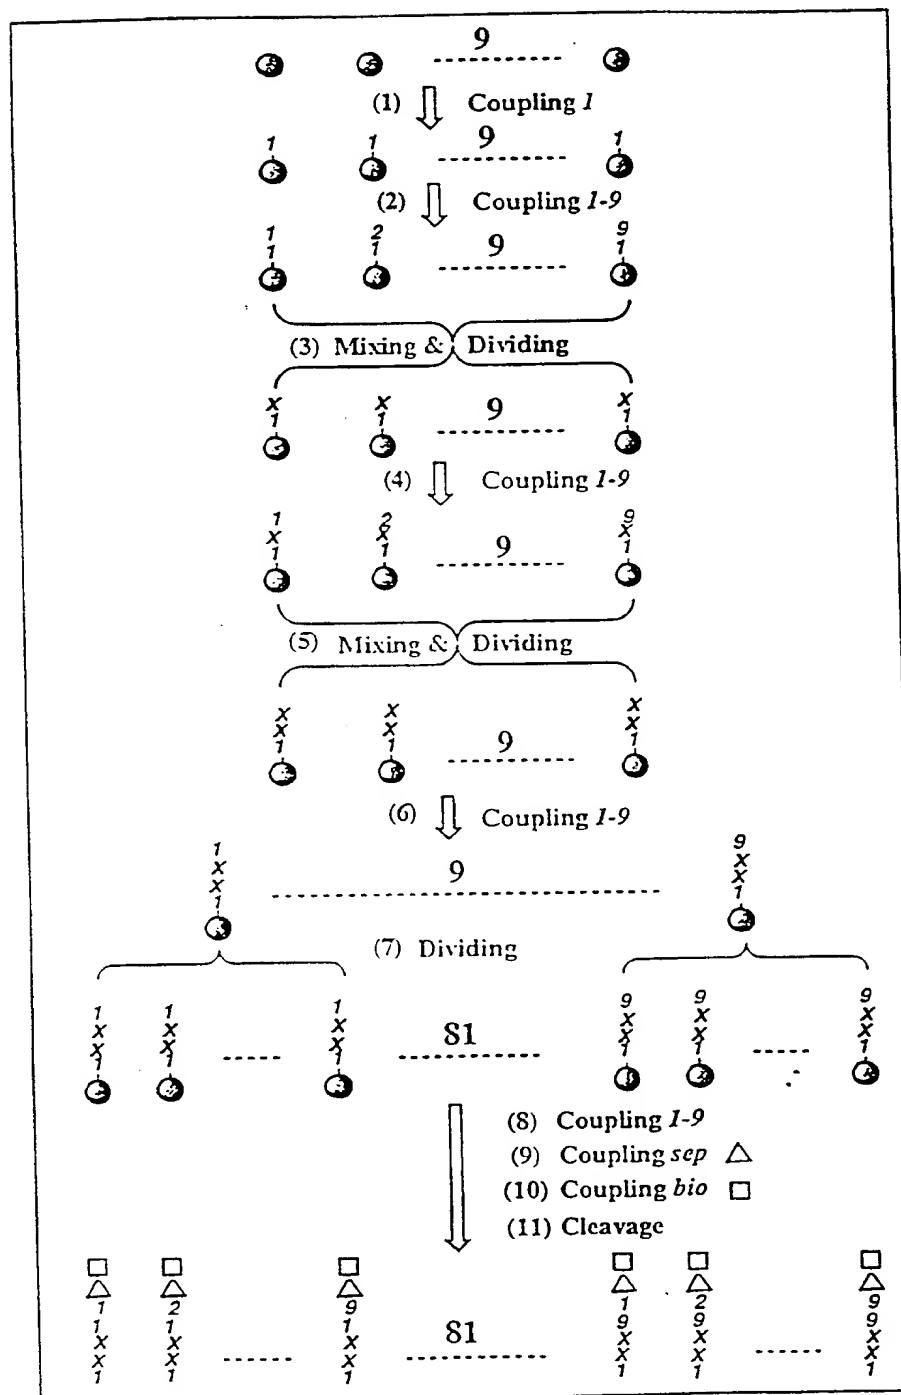 9
(1) Coupling 1
1 1 9 1
(2) Coupling 1-9
1 2 9
1 1 9 1
(3) Mixing & Dividing
X X X
1 1 9 1
(4) Coupling 1-9
1 2 9
X X X
1 1 9 1
(5) Mixing & Dividing
X X X
X X X
1 1 9 1
(6) Coupling 1-9
1 9
X X
X 9 X
1 1
(7) Dividing
1 1 1 9 9 9
X X X X X X
X X X 81 X X X
1 1 1 1 1 1
(8) Coupling 1-9
(9) Coupling sep
(10) Coupling bio
(11) Cleavage
1 2 9 1 2 9
1 1 1 9 9 9
X X X 81 X X X
X X X X X X
1 1 1 1 1 1